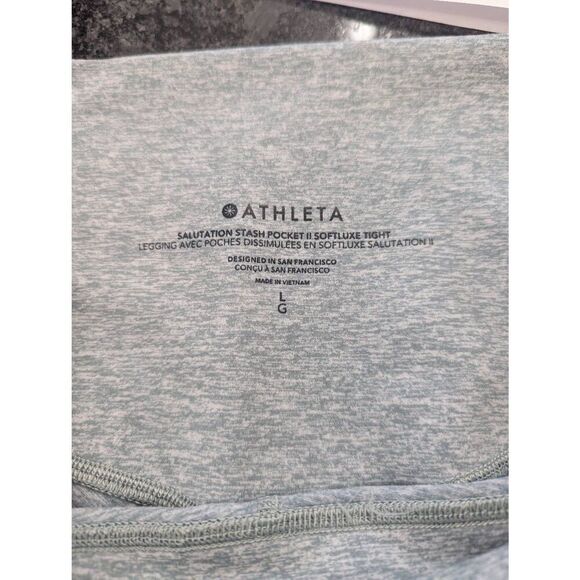 ATHLETA
SALUTATION STASH POCKET II SOFTLUXE TIGHT
LEGGING AVEC POCHES DISSIMULÉES EN SOFTLUXE SALUTATION II
DESIGNED IN SAN FRANCISCO
CONÇU À SAN FRANCISCO
MADE IN VIETNAM
L
G